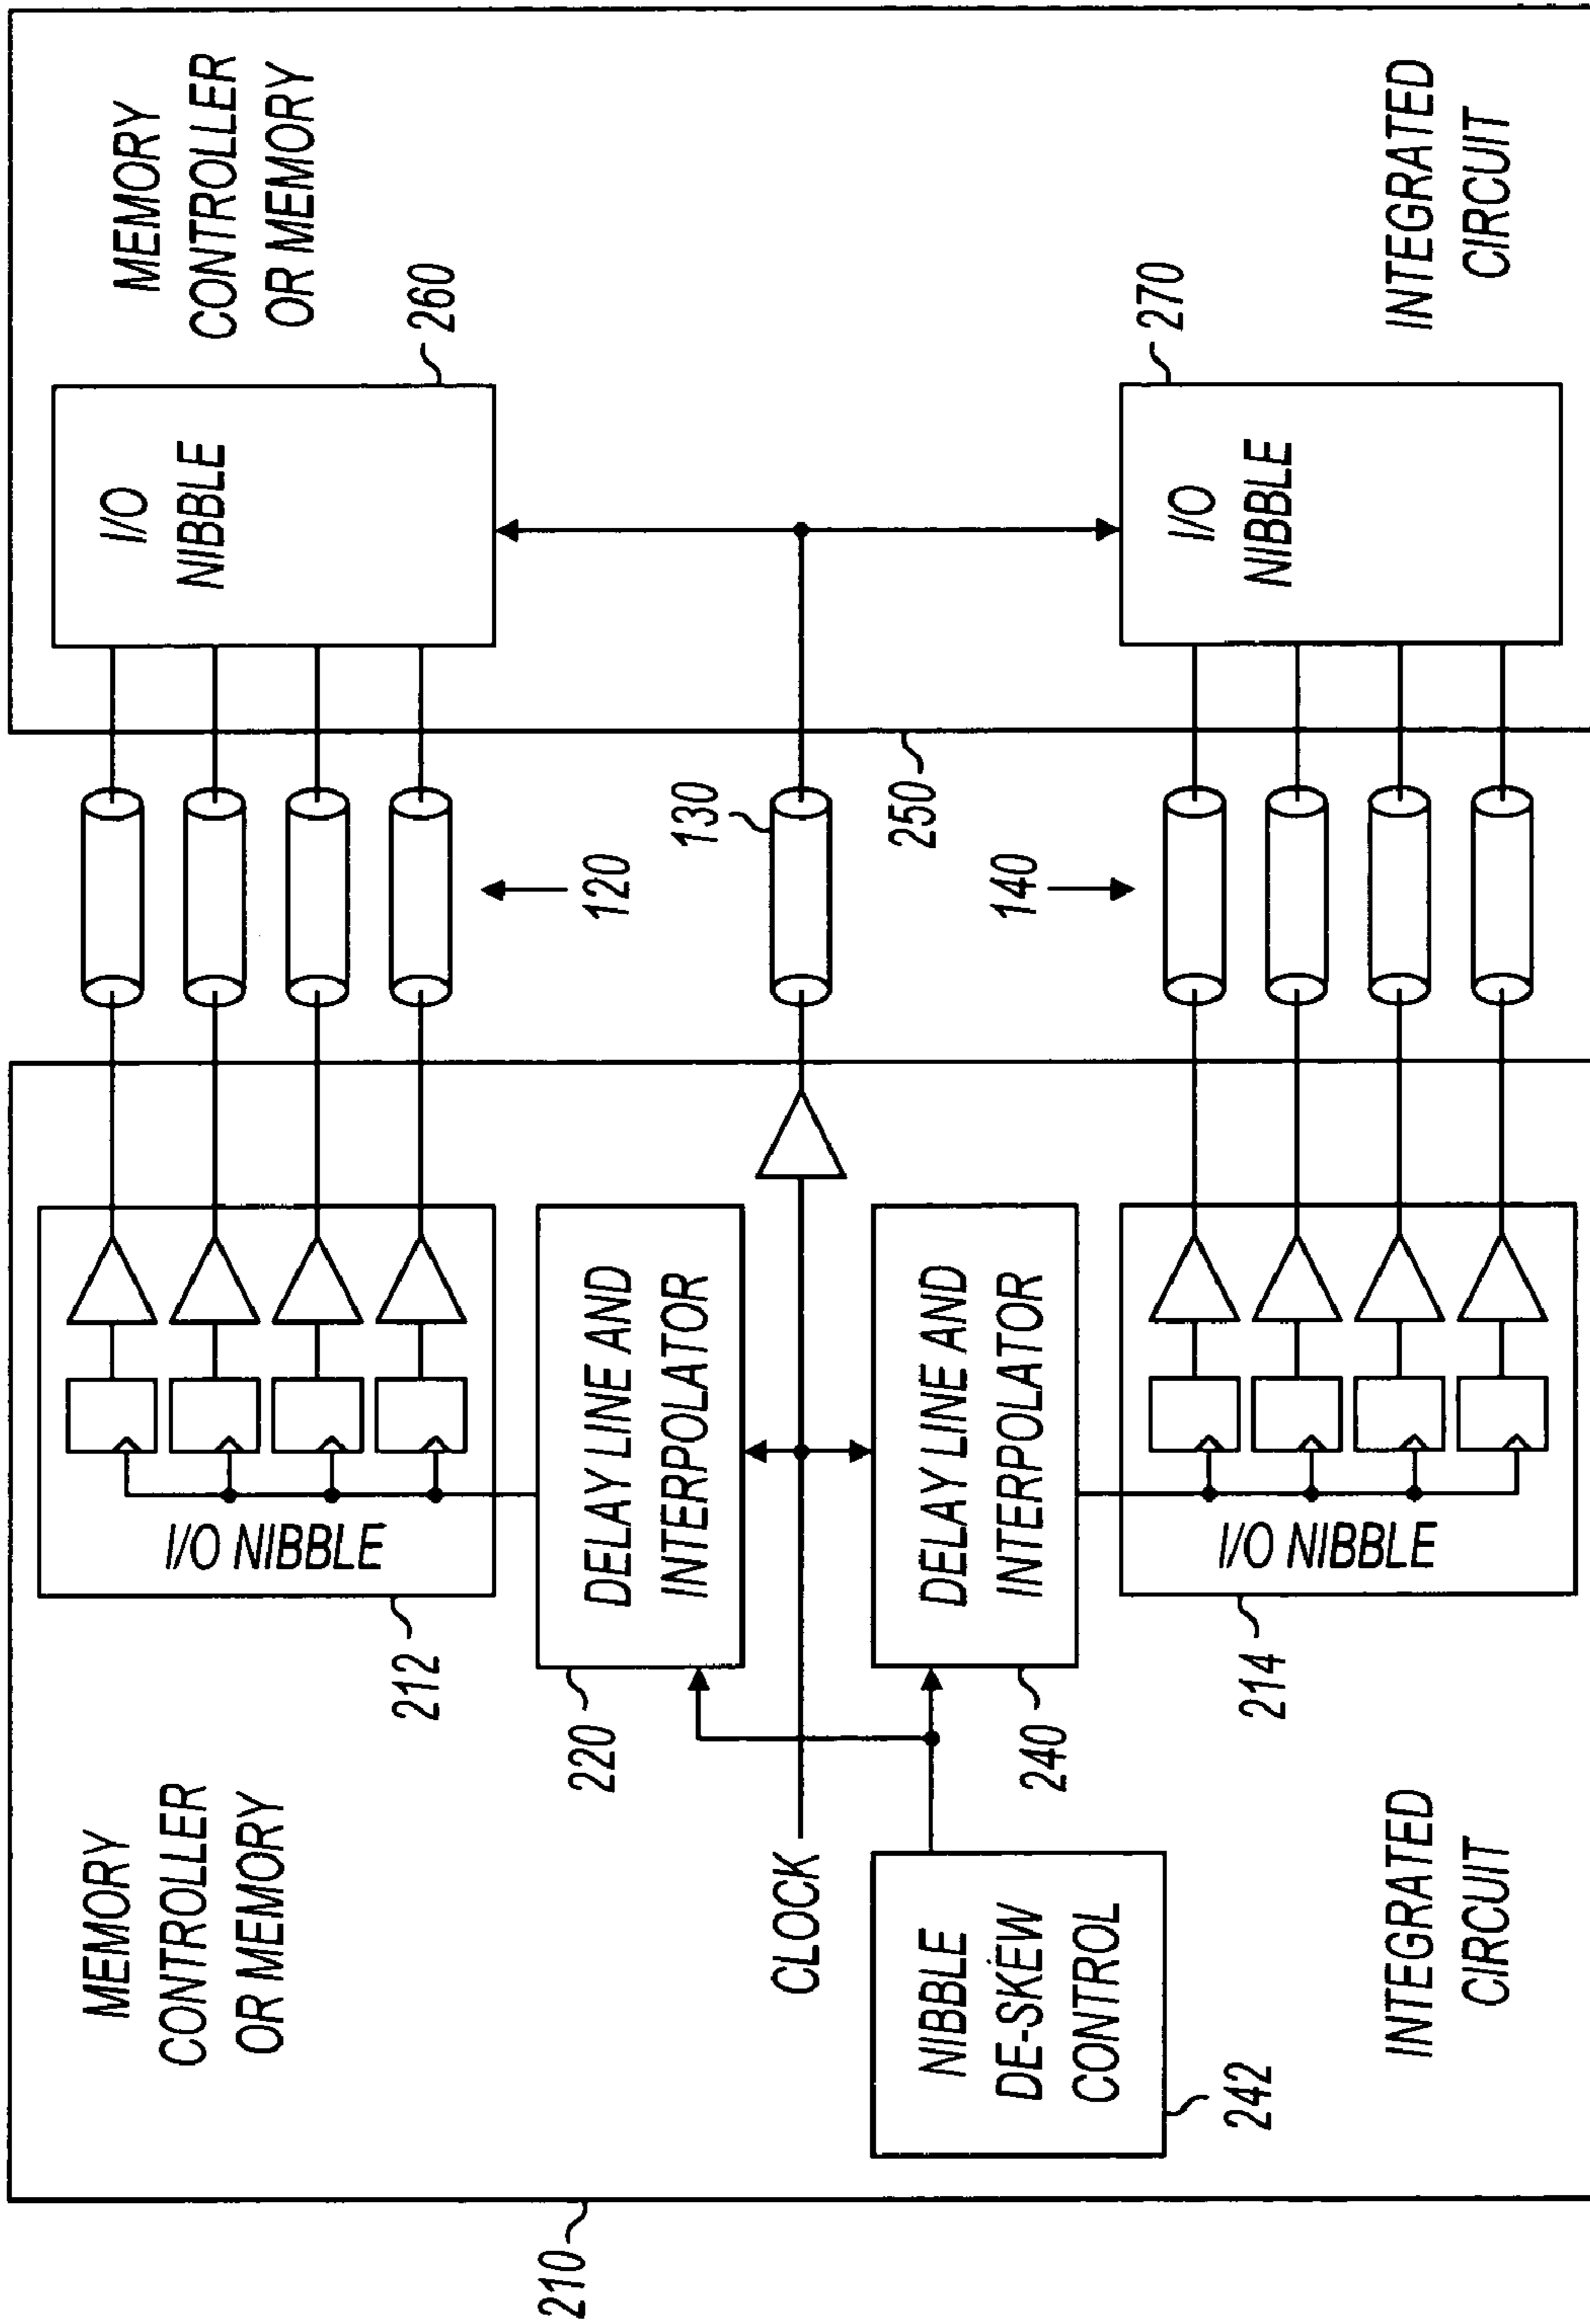 MEMORY
CONTROLLER
OR MEMORY
I/O NIBBLE
212
DELAY LINE AND
INTERPOLATOR
220
CLOCK
DELAY LINE AND
INTERPOLATOR
240
NIBBLE
DE-SKEW
CONTROL
242
I/O NIBBLE
214
INTEGRATED
CIRCUIT
210
120
130
140
250
MEMORY
CONTROLLER
OR MEMORY
I/O
NIBBLE
260
I/O
NIBBLE
270
INTEGRATED
CIRCUIT